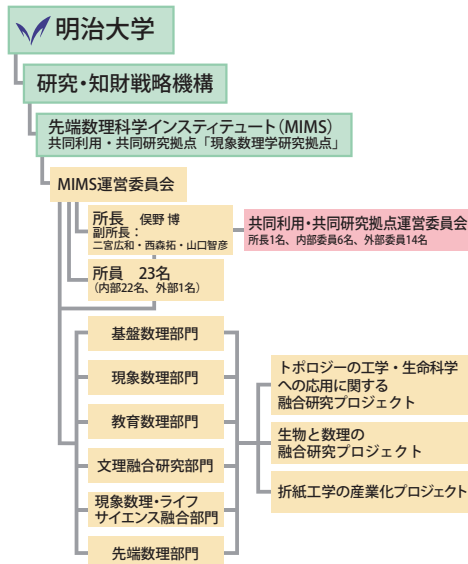 明治大学
研究・知財戦略機構
先端数理科学インスティテュート（MIMS）
共同利用・共同研究拠点「現象数理学研究拠点」
MIMS運営委員会
所長　俣野 博
副所長：
二宮広和・西森拓・山口智彦
共同利用・共同研究拠点運営委員会
所長1名、内部委員6名、外部委員14名
所員　23名
（内部22名、外部1名）
基盤数理部門
現象数理部門
教育数理部門
文理融合研究部門
現象数理・ライフ
サイエンス融合部門
先端数理部門
トポロジーの工学・生命科学
への応用に関する
融合研究プロジェクト
生物と数理の
融合研究プロジェクト
折紙工学の産業化プロジェクト